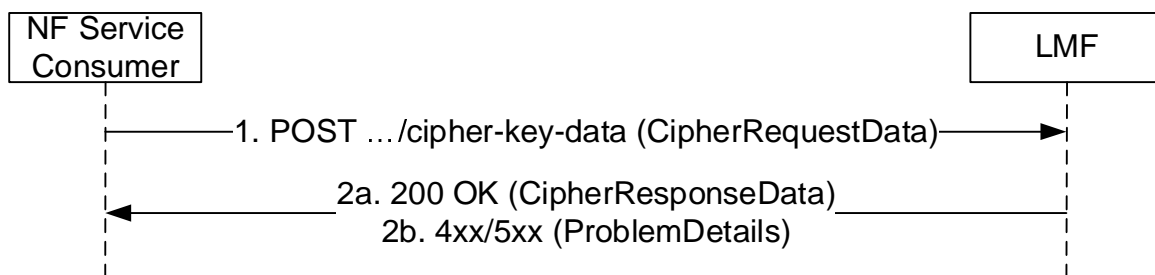 NF Service
Consumer
LMF
1. POST …/cipher-key-data (CipherRequestData)
2a. 200 OK (CipherResponseData)
2b. 4xx/5xx (ProblemDetails)